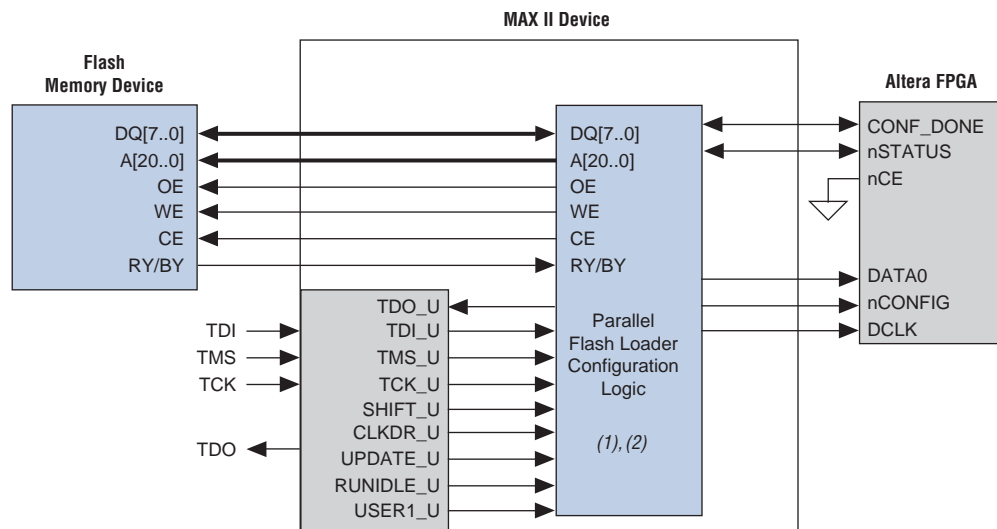 MAX II Device
Flash
Memory Device
Altera FPGA
DQ[7..0]
A[20..0]
OE
WE
CE
RY/BY
DQ[7..0]
A[20..0]
OE
WE
CE
RY/BY
Parallel
Flash Loader
Configuration
Logic
(1), (2)
CONF_DONE
nSTATUS
nCE
DATA0
nCONFIG
DCLK
TDI
TMS
TCK
TDO
TDO_U
TDI_U
TMS_U
TCK_U
SHIFT_U
CLKDR_U
UPDATE_U
RUNIDLE_U
USER1_U